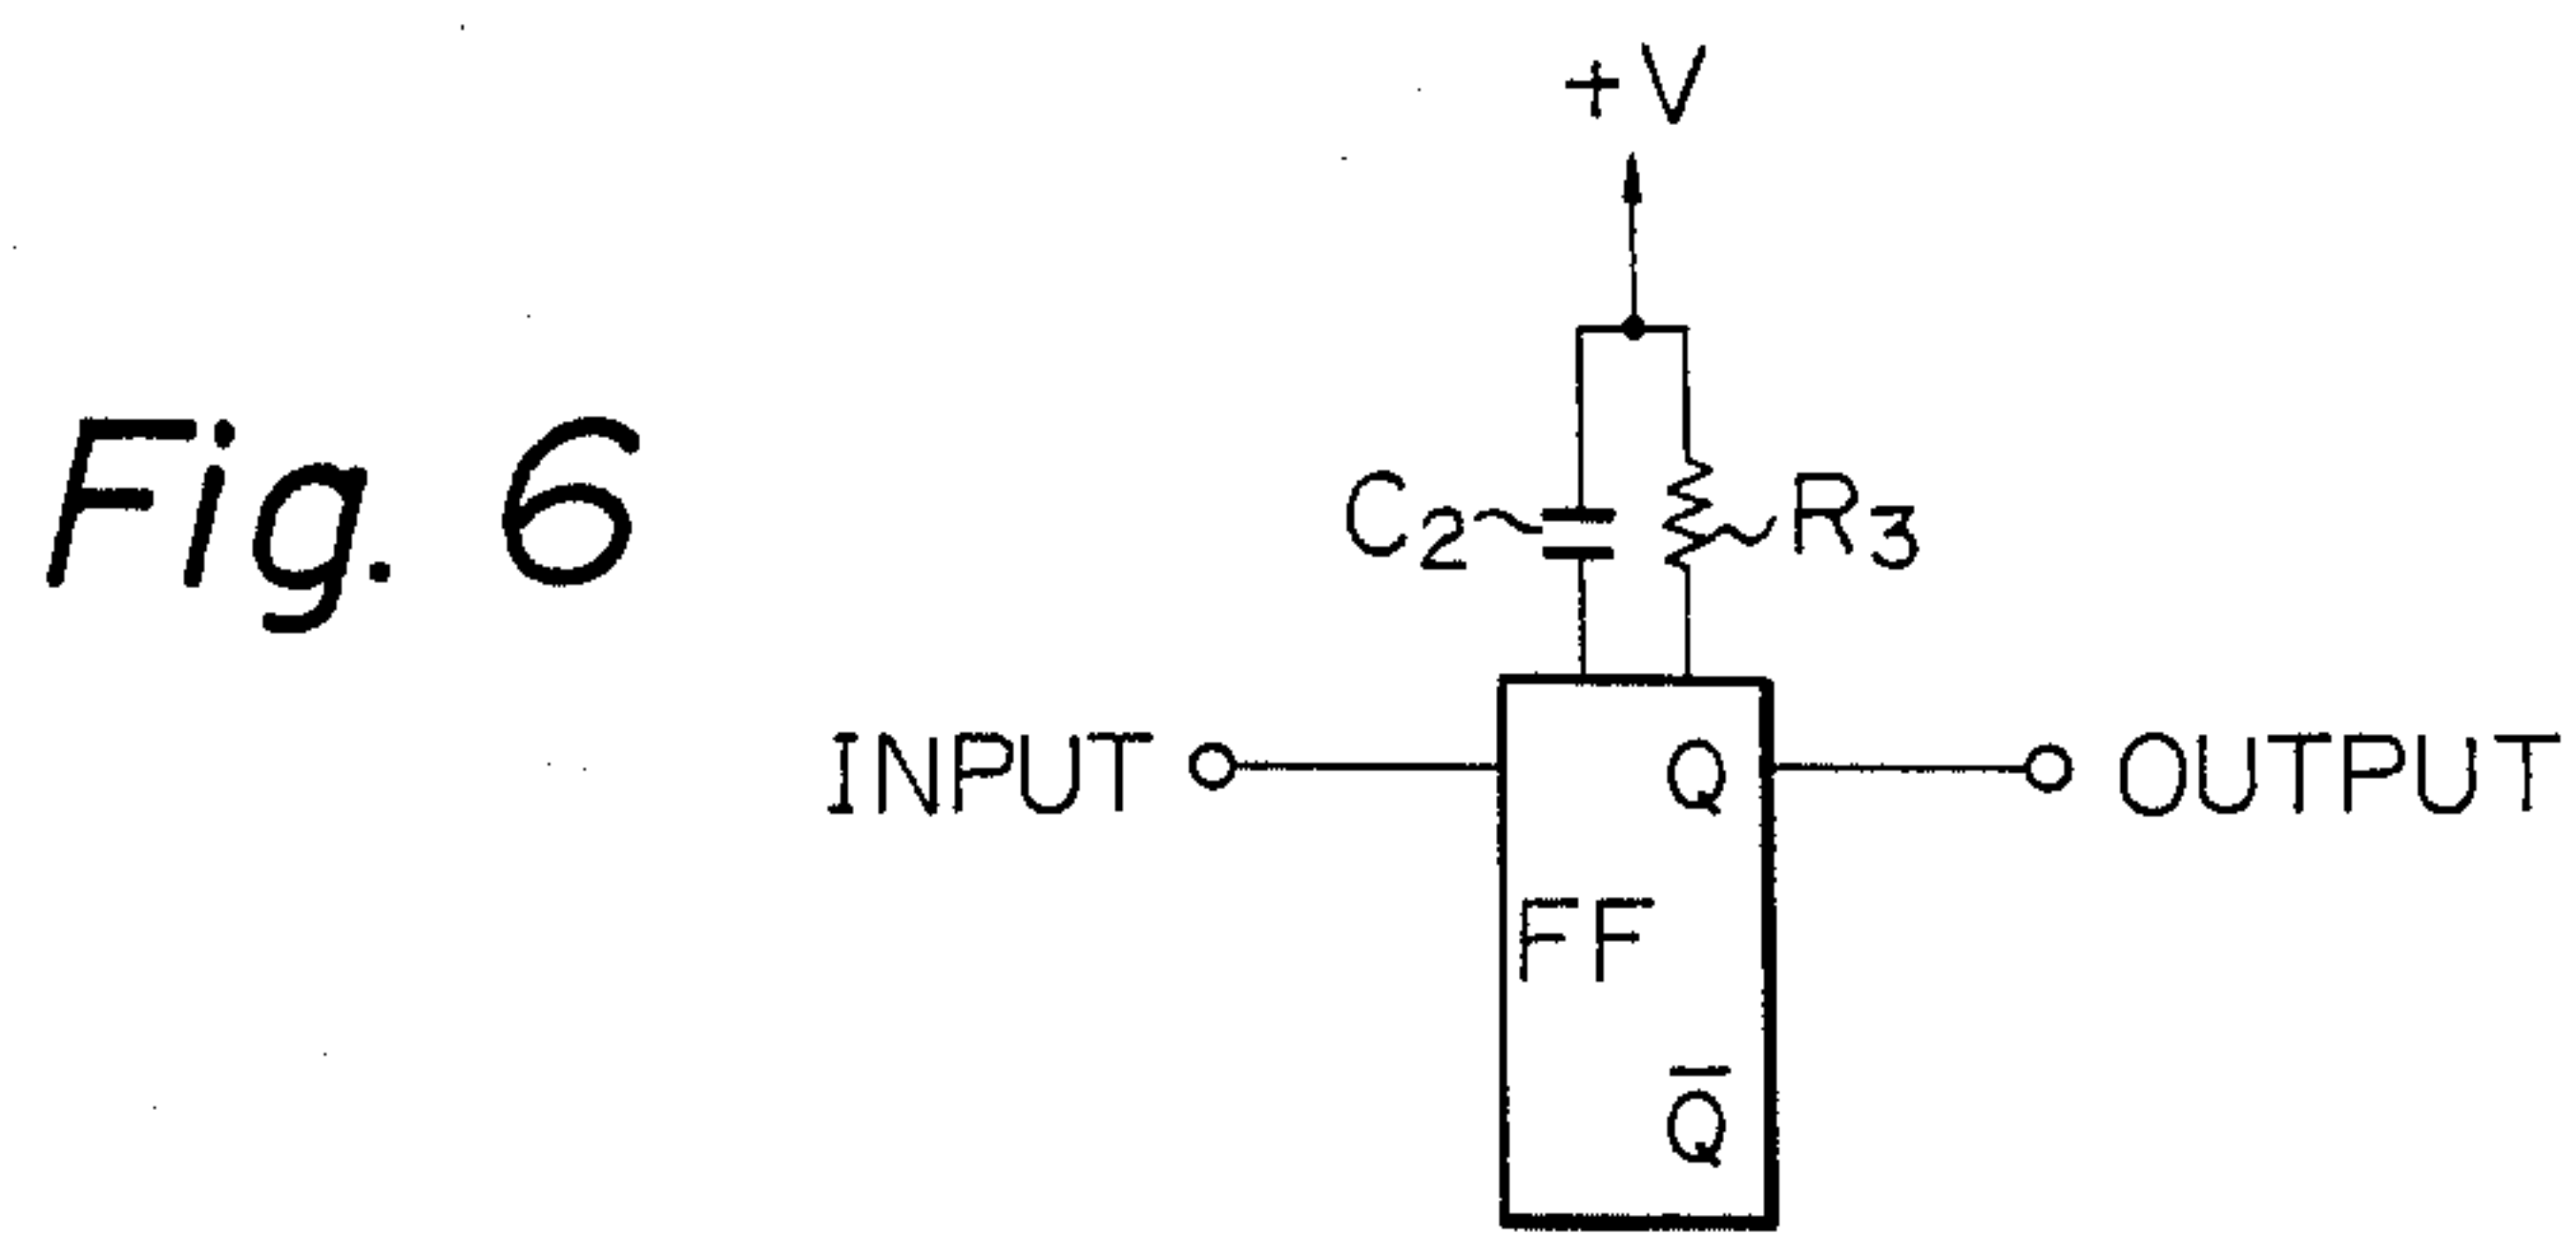 +V
Fig. 6
C2
R3
INPUT
Q
OUTPUT
FF
Q̅